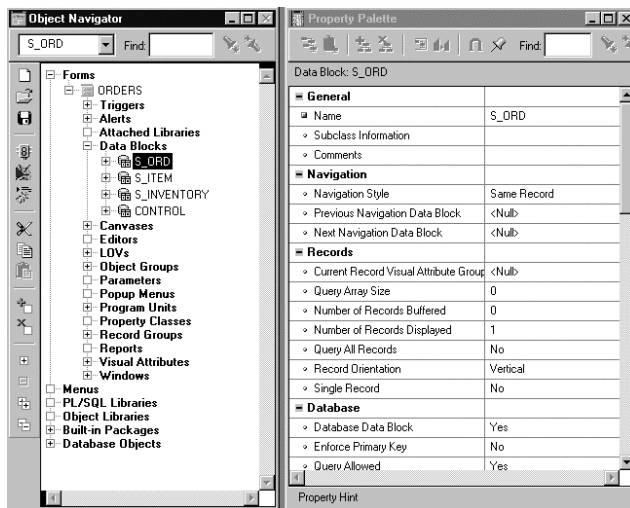 Object Navigator
S_ORD
Find:
Forms
ORDERS
Triggers
Alerts
Attached Libraries
Data Blocks
S_ORD
S_ITEM
S_INVENTORY
CONTROL
Canvases
Editors
LOVs
Object Groups
Parameters
Popup Menus
Program Units
Property Classes
Record Groups
Reports
Visual Attributes
Windows
Menus
PL/SQL Libraries
Object Libraries
Built-in Packages
Database Objects
Property Palette
Find:
Data Block: S_ORD
General
Name S_ORD
Subclass Information
Comments
Navigation
Navigation Style Same Record
Previous Navigation Data Block <Null>
Next Navigation Data Block <Null>
Records
Current Record Visual Attribute Group <Null>
Query Array Size 0
Number of Records Buffered 0
Number of Records Displayed 1
Query All Records No
Record Orientation Vertical
Single Record No
Database
Database Data Block Yes
Enforce Primary Key No
Query Allowed Yes
Property Hint